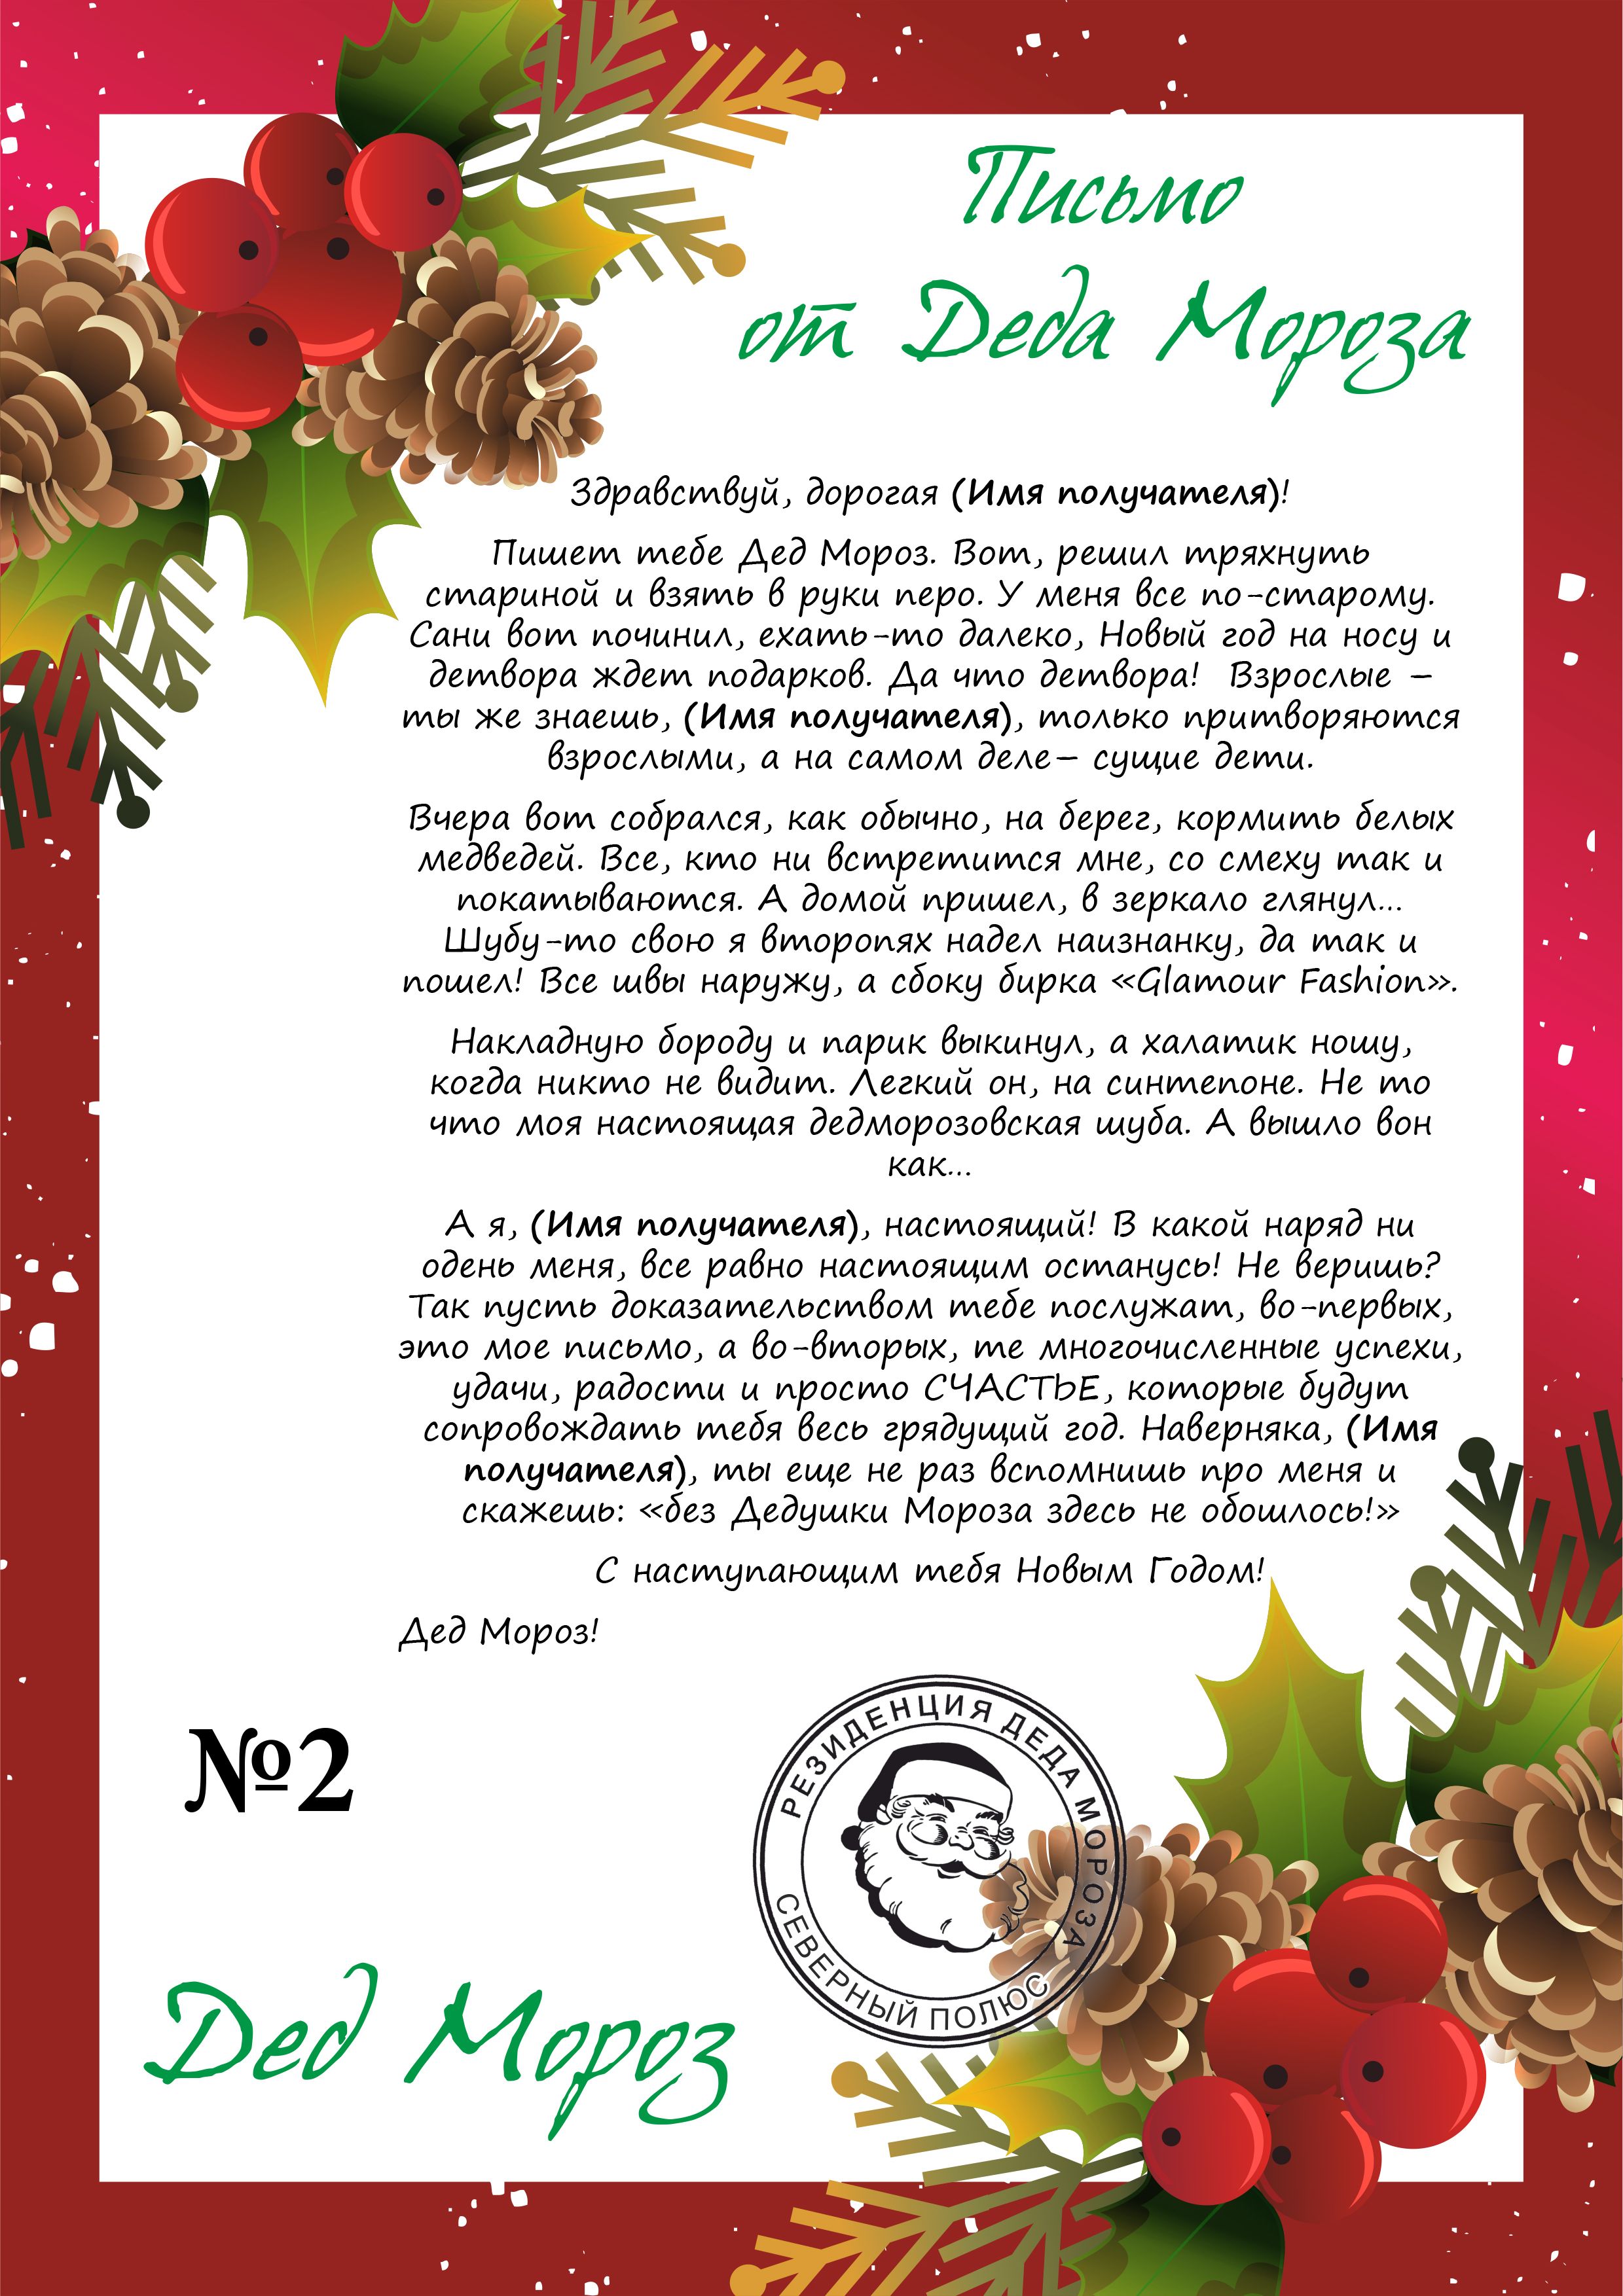 Письмо
от Деда Мороза
Здравствуй, дорогая (Имя получателя)!
Пишет тебе Дед Мороз. Вот, решил тряхнуть
стариной и взять в руки перо. У меня все по-старому.
Сани вот починил, ехать-то далеко, Новый год на носу и
детвора ждет подарков. Да что детвора!  Взрослые –
ты же знаешь, (Имя получателя), только притворяются
взрослыми, а на самом деле– сущие дети.
Вчера вот собрался, как обычно, на берег, кормить белых
медведей. Все, кто ни встретится мне, со смеху так и
покатываются. А домой пришел, в зеркало глянул...
Шубу-то свою я второпях надел наизнанку, да так и
пошел! Все швы наружу, а сбоку бирка «Glamour Fashion».
Накладную бороду и парик выкинул, а халатик ношу,
когда никто не видит. Легкий он, на синтепоне. Не то
что моя настоящая дедморозовская шуба. А вышло вон
как...
А я, (Имя получателя), настоящий! В какой наряд ни
одень меня, все равно настоящим останусь! Не веришь?
Так пусть доказательством тебе послужат, во-первых,
это мое письмо, а во-вторых, те многочисленные успехи,
удачи, радости и просто СЧАСТЬЕ, которые будут
сопровождать тебя весь грядущий год. Наверняка, (Имя
получателя), ты еще не раз вспомнишь про меня и
скажешь: «без Дедушки Мороза здесь не обошлось!»
С наступающим тебя Новым Годом!
Дед Мороз!
№2
РЕЗИДЕНЦИЯ ДЕДА МОРОЗА
СЕВЕРНЫЙ ПОЛЮС
Дед Мороз